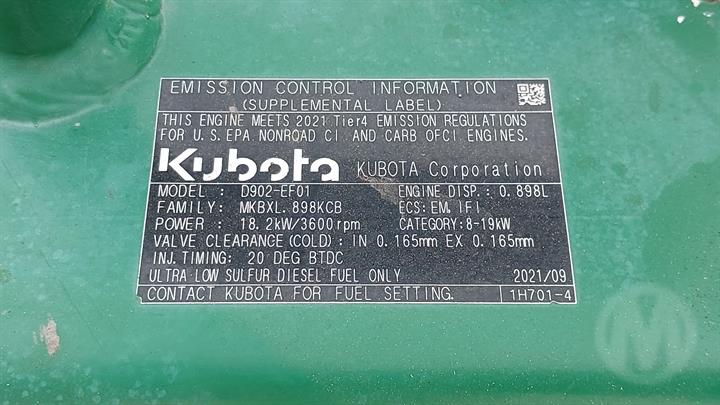 EMISSION CONTROL INFORMATION
(SUPPLEMENTAL LABEL)
THIS ENGINE MEETS 2021 Tier4 EMISSION REGULATIONS
FOR U.S. EPA NONROAD CI AND CARB OFCI ENGINES.
Kubota KUBOTA Corporation
MODEL : D902-EF01 ENGINE DISP.: 0.898L
FAMILY: MKBXL.898KCB ECS:EM, IFI
POWER : 18.2kW/3600rpm CATEGORY:8-19kW
VALVE CLEARANCE(COLD): IN 0.165mm EX 0.165mm
INJ.TIMING: 20 DEG BTDC
ULTRA LOW SULFUR DIESEL FUEL ONLY 2021/09
CONTACT KUBOTA FOR FUEL SETTING. 1H701-4
M